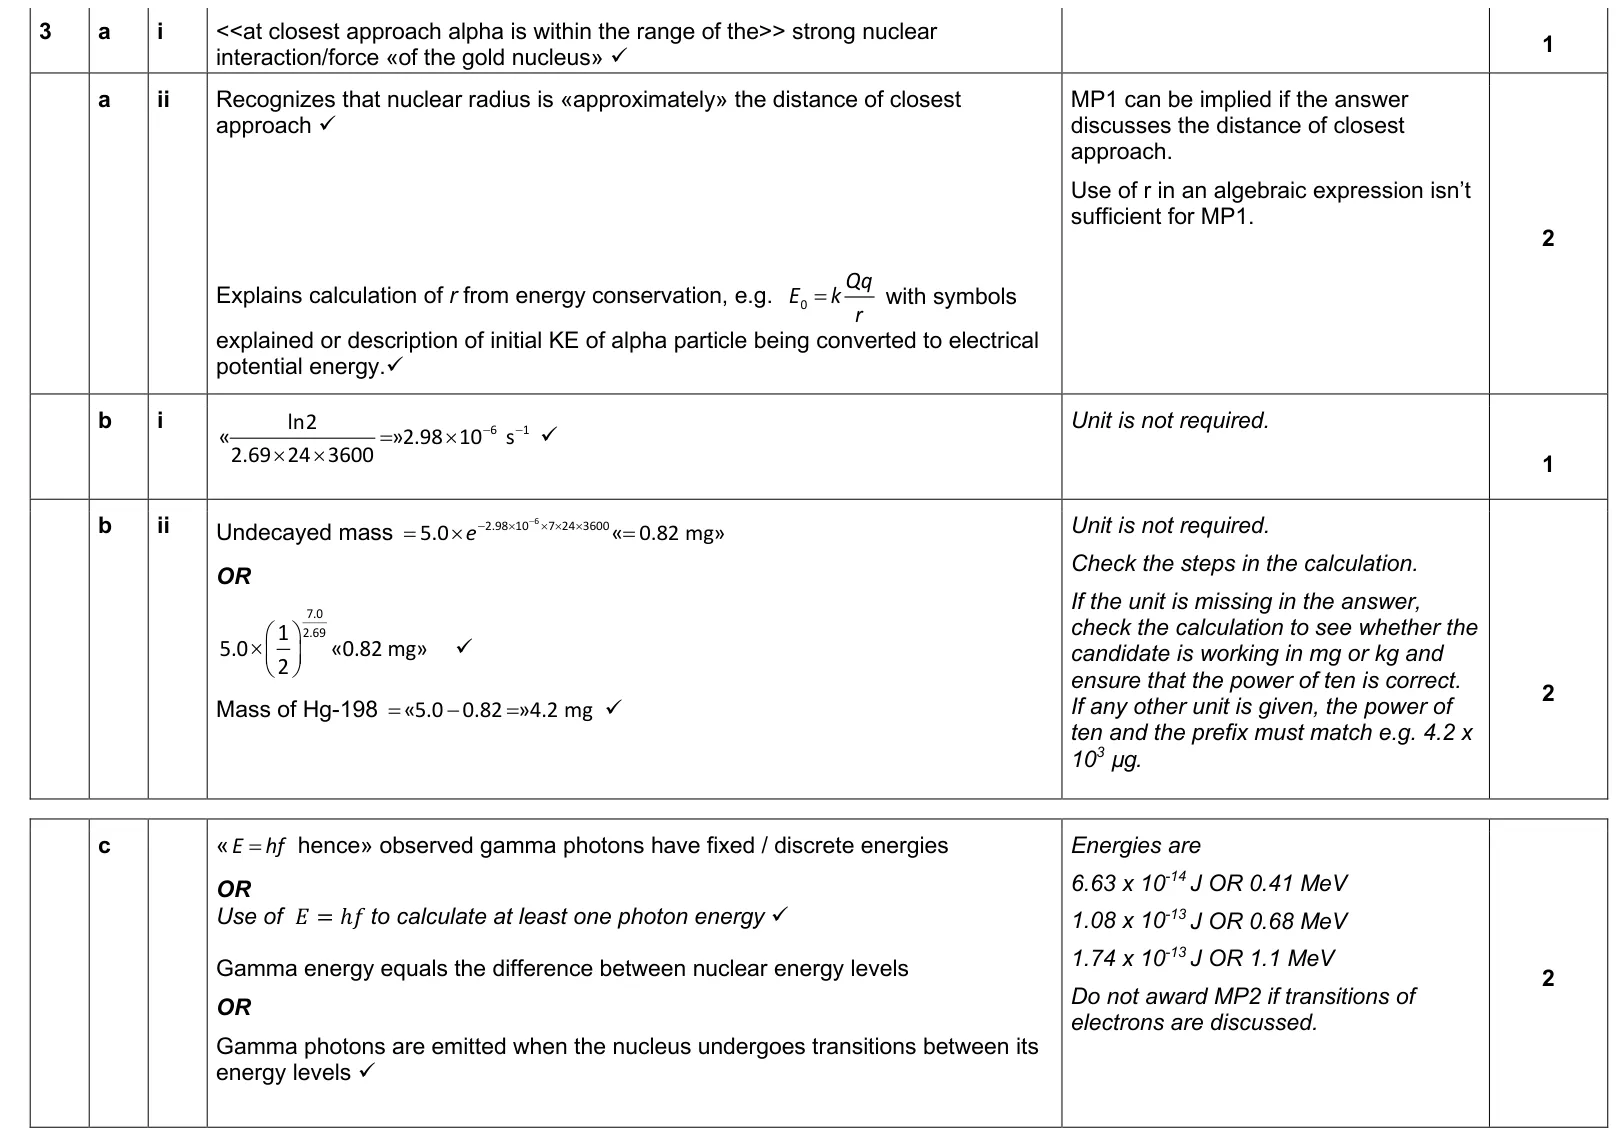 3 a i <<at closest approach alpha is within the range of the>> strong nuclear
interaction/force «of the gold nucleus» ✓
1
a ii Recognizes that nuclear radius is «approximately» the distance of closest
approach ✓
Explains calculation of r from energy conservation, e.g. E₀ = k Qq/r with symbols
explained or description of initial KE of alpha particle being converted to electrical
potential energy.✓
MP1 can be implied if the answer
discusses the distance of closest
approach.
Use of r in an algebraic expression isn’t
sufficient for MP1.
2
b i « ln2 / 2.69 × 24 × 3600 =»2.98 × 10⁻⁶ s⁻¹ ✓
Unit is not required.
1
b ii Undecayed mass = 5.0 × e^(−2.98×10⁻⁶×7×24×3600) «= 0.82 mg»
OR
5.0 × (1/2)^(7.0/2.69) «0.82 mg» ✓
Mass of Hg-198 = «5.0 − 0.82 =»4.2 mg ✓
Unit is not required.
Check the steps in the calculation.
If the unit is missing in the answer,
check the calculation to see whether the
candidate is working in mg or kg and
ensure that the power of ten is correct.
If any other unit is given, the power of
ten and the prefix must match e.g. 4.2 x
10³ µg.
2
c « E = hf hence» observed gamma photons have fixed / discrete energies
OR
Use of E = hf to calculate at least one photon energy ✓
Gamma energy equals the difference between nuclear energy levels
OR
Gamma photons are emitted when the nucleus undergoes transitions between its
energy levels ✓
Energies are
6.63 x 10⁻¹⁴ J OR 0.41 MeV
1.08 x 10⁻¹³ J OR 0.68 MeV
1.74 x 10⁻¹³ J OR 1.1 MeV
Do not award MP2 if transitions of
electrons are discussed.
2